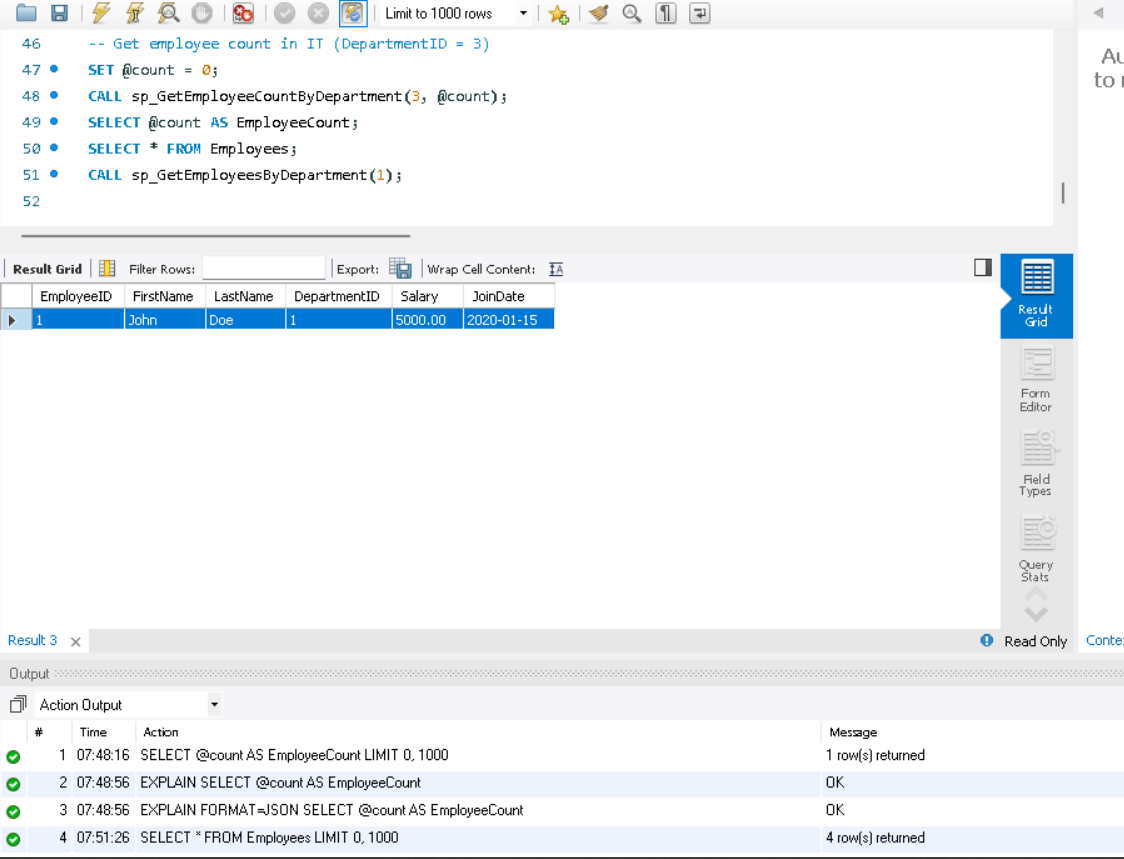 Limit to 1000 rows
46 -- Get employee count in IT (DepartmentID = 3)
47 SET @count = 0;
48 CALL sp_GetEmployeeCountByDepartment(3, @count);
49 SELECT @count AS EmployeeCount;
50 SELECT * FROM Employees;
51 CALL sp_GetEmployeesByDepartment(1);
52
Au
to
Result Grid Filter Rows: Export: Wrap Cell Content: IA
EmployeeID FirstName LastName DepartmentID Salary JoinDate
1 John Doe 1 5000.00 2020-01-15
Result
Grid
Form
Editor
Field
Types
Query
Stats
Result 3
Read Only
Conte
Output
Action Output
# Time Action Message
1 07:48:16 SELECT @count AS EmployeeCount LIMIT 0, 1000 1 row(s) returned
2 07:48:56 EXPLAIN SELECT @count AS EmployeeCount OK
3 07:48:56 EXPLAIN FORMAT=JSON SELECT @count AS EmployeeCount OK
4 07:51:26 SELECT * FROM Employees LIMIT 0, 1000 4 row(s) returned